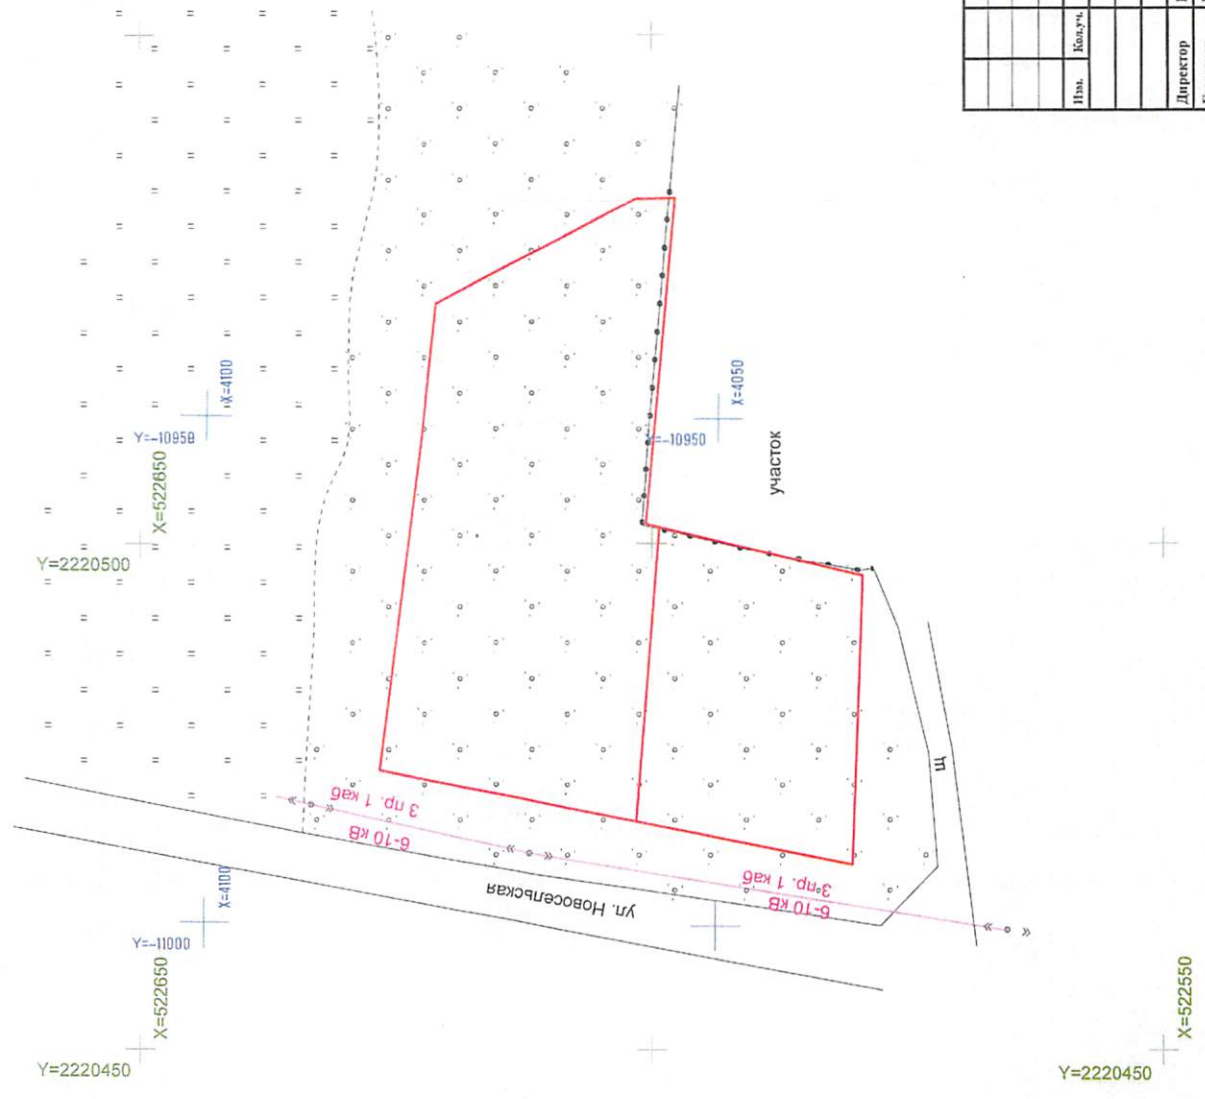 Изм.
Кол.уч.
Директор
X=4100
Y=-10950
X=522650
Y=2220500
X=4050
Y=-10950
участок
3 пр. 1 каб
6-10 кВ
ул. Новосельская
3 пр. 1 каб
6-10 кВ
Щ
X=4100
Y=-11000
X=522650
Y=2220450
X=522550
Y=2220450